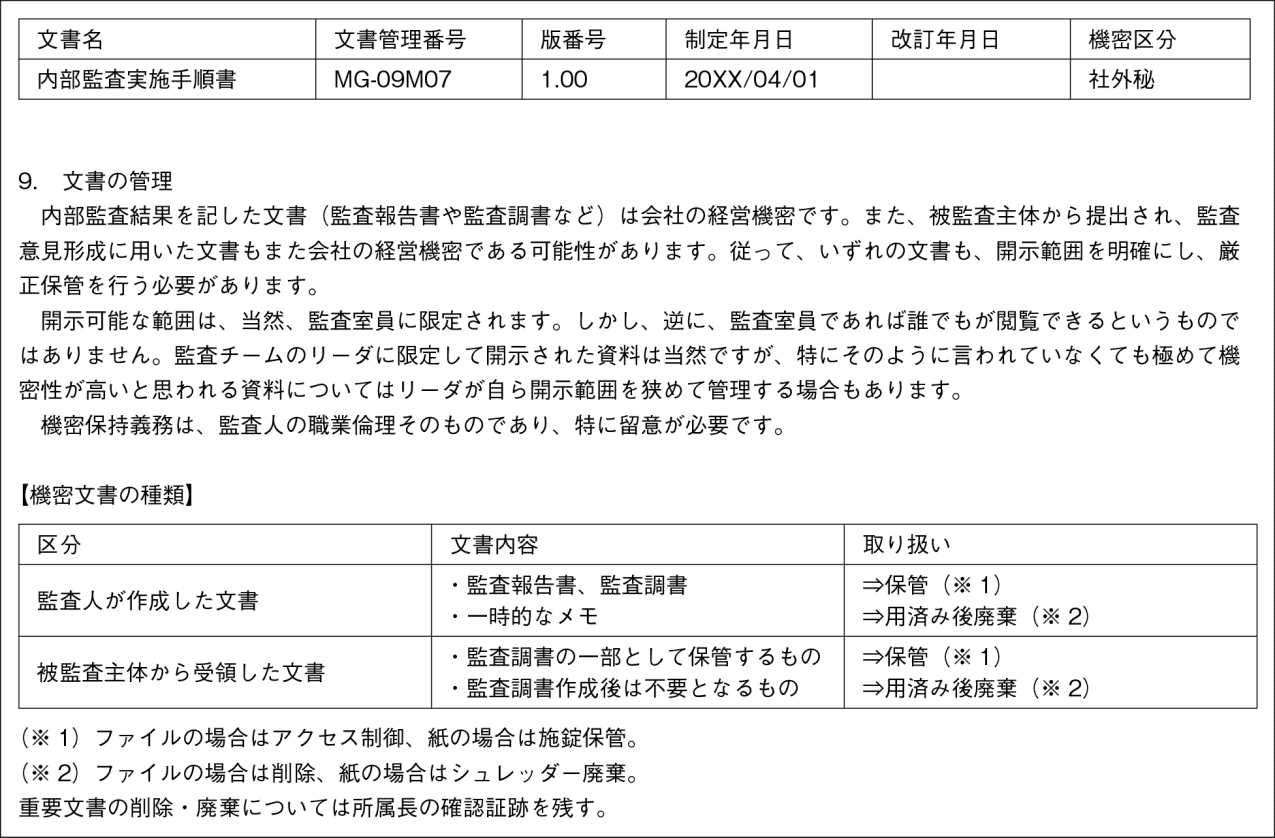 文書名 文書管理番号 版番号 制定年月日 改訂年月日 機密区分
内部監査実施手順書 MG-09M07 1.00 20XX/04/01 社外秘
9. 文書の管理
内部監査結果を記した文書（監査報告書や監査調書など）は会社の経営機密です。また、被監査主体から提出され、監査
意見形成に用いた文書もまた会社の経営機密である可能性があります。従って、いずれの文書も、開示範囲を明確にし、厳
正保管を行う必要があります。
開示可能な範囲は、当然、監査室員に限定されます。しかし、逆に、監査室員であれば誰でもが閲覧できるというもので
はありません。監査チームのリーダに限定して開示された資料は当然ですが、特にそのように言われていなくても極めて機
密性が高いと思われる資料についてはリーダが自ら開示範囲を狭めて管理する場合もあります。
機密保持義務は、監査人の職業倫理そのものであり、特に留意が必要です。
【機密文書の種類】
区分 文書内容 取り扱い
監査人が作成した文書
・監査報告書、監査調書 ⇒保管（※ 1）
・一時的なメモ ⇒用済み後廃棄（※ 2）
被監査主体から受領した文書
・監査調書の一部として保管するもの ⇒保管（※ 1）
・監査調書作成後は不要となるもの ⇒用済み後廃棄（※ 2）
（※ 1）ファイルの場合はアクセス制御、紙の場合は施錠保管。
（※ 2）ファイルの場合は削除、紙の場合はシュレッダー廃棄。
重要文書の削除・廃棄については所属長の確認証跡を残す。